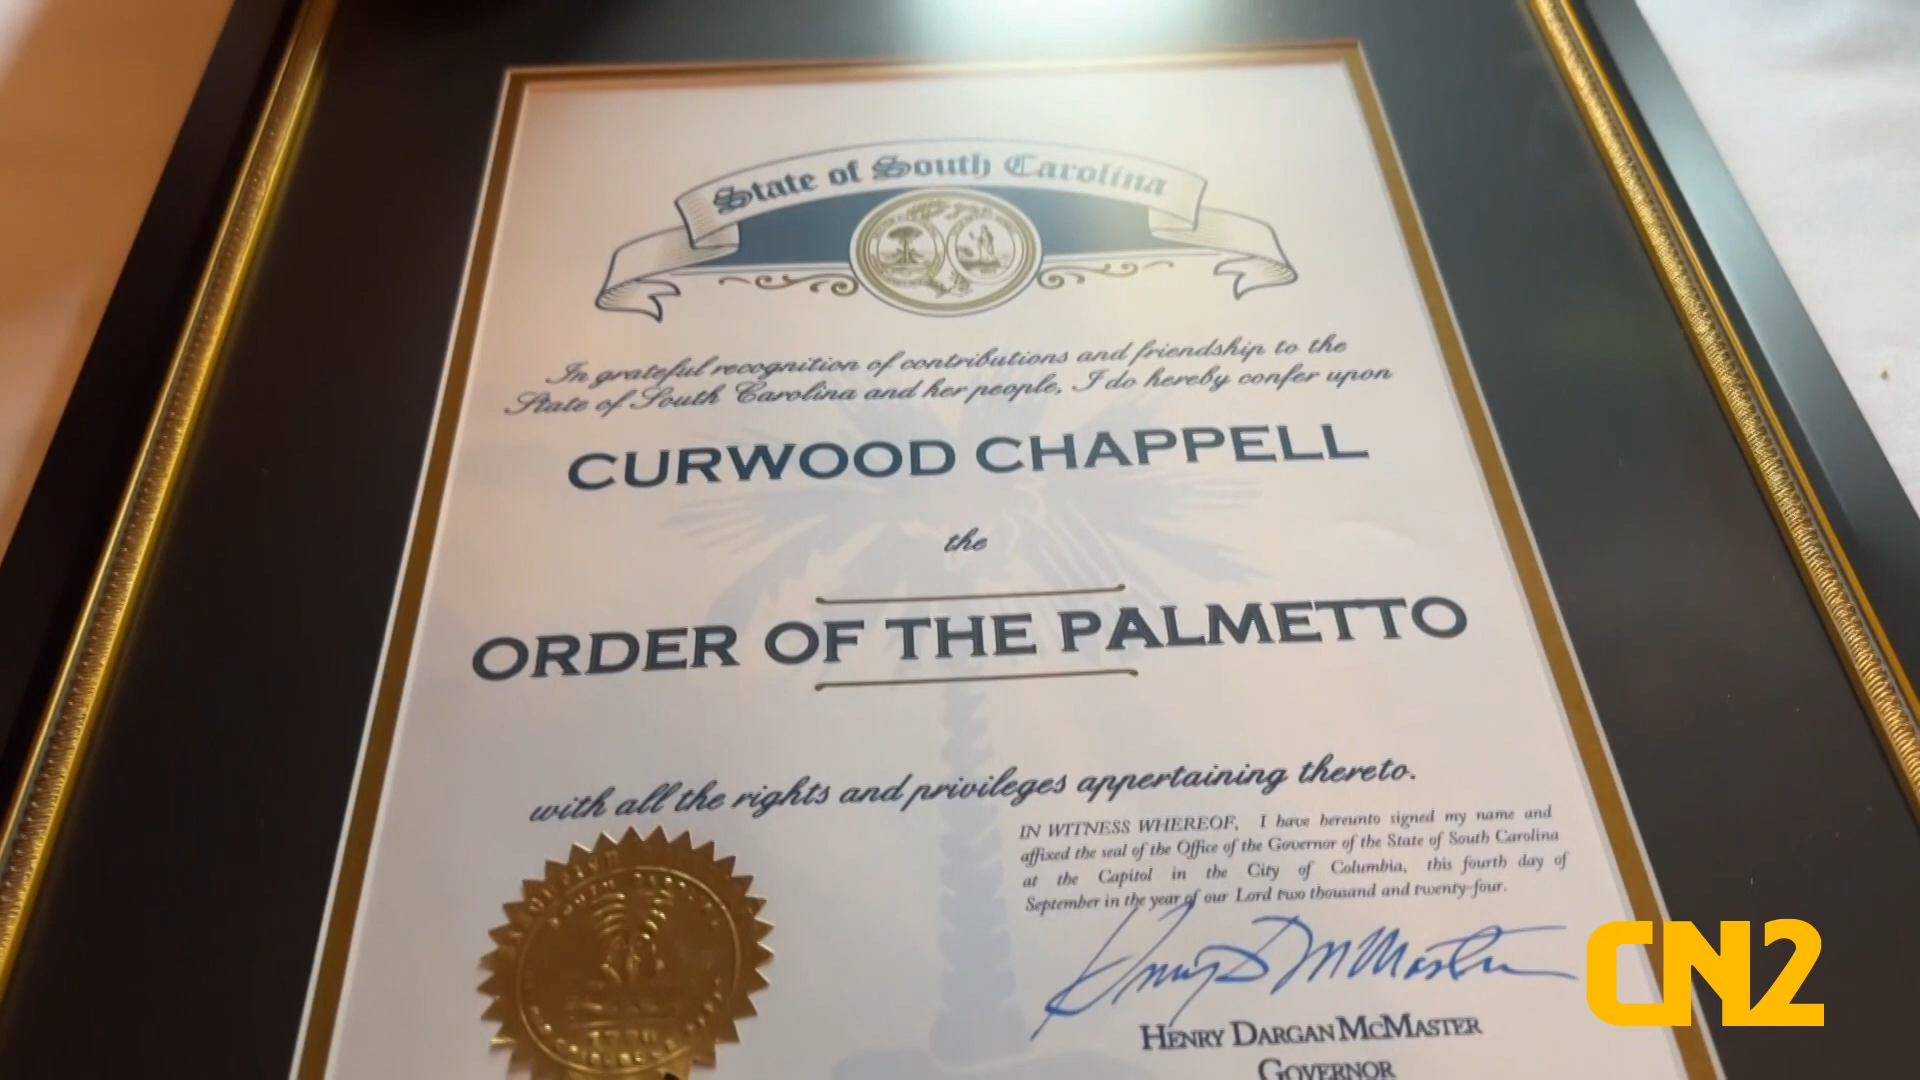 State of South Carolina
In grateful recognition of contributions and friendship to the
State of South Carolina and her people, I do hereby confer upon
CURWOOD CHAPPELL
the
ORDER OF THE PALMETTO
with all the rights and privileges appertaining thereto.
IN WITNESS WHEREOF, I have hereunto signed my name and
affixed the seal of the Office of the Governor of the State of South Carolina
at the Capitol in the City of Columbia, this fourth day of
September in the year of our Lord two thousand and twenty-four.
Henry D McMaster
HENRY DARGAN MCMASTER
GOVERNOR
CN2